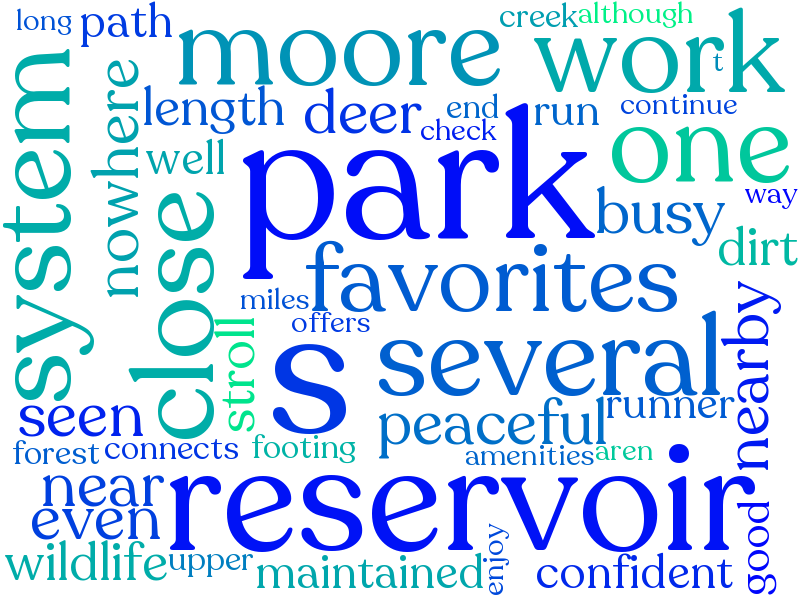 long
path
moore
creek
although
work
t
system
nowhere
length
deer
end
check
run
continue
one
well
close
park
way
busy
dirt
favorites
miles
offers
stroll
s
several
nearby
seen
peaceful
runner
forest
connects
footing
amenities
aren
near
reservoir
even
good
wildlife
upper
maintained
enjoy
confident